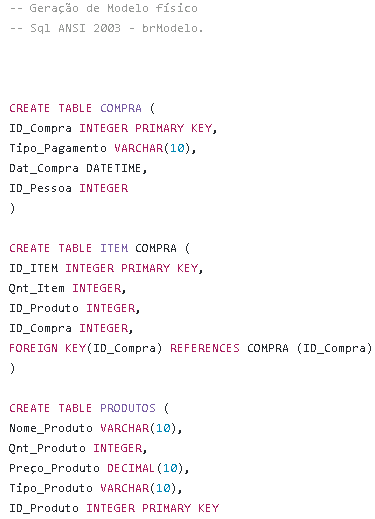 -- Geração de Modelo físico
-- Sql ANSI 2003 - brModelo.
CREATE TABLE COMPRA (
ID_Compra INTEGER PRIMARY KEY,
Tipo_Pagamento VARCHAR(10),
Dat_Compra DATETIME,
ID_Pessoa INTEGER
)
CREATE TABLE ITEM COMPRA (
ID_ITEM INTEGER PRIMARY KEY,
Qnt_Item INTEGER,
ID_Produto INTEGER,
ID_Compra INTEGER,
FOREIGN KEY(ID_Compra) REFERENCES COMPRA (ID_Compra)
)
CREATE TABLE PRODUTOS (
Nome_Produto VARCHAR(10),
Qnt_Produto INTEGER,
Preço_Produto DECIMAL(10),
Tipo_Produto VARCHAR(10),
ID_Produto INTEGER PRIMARY KEY